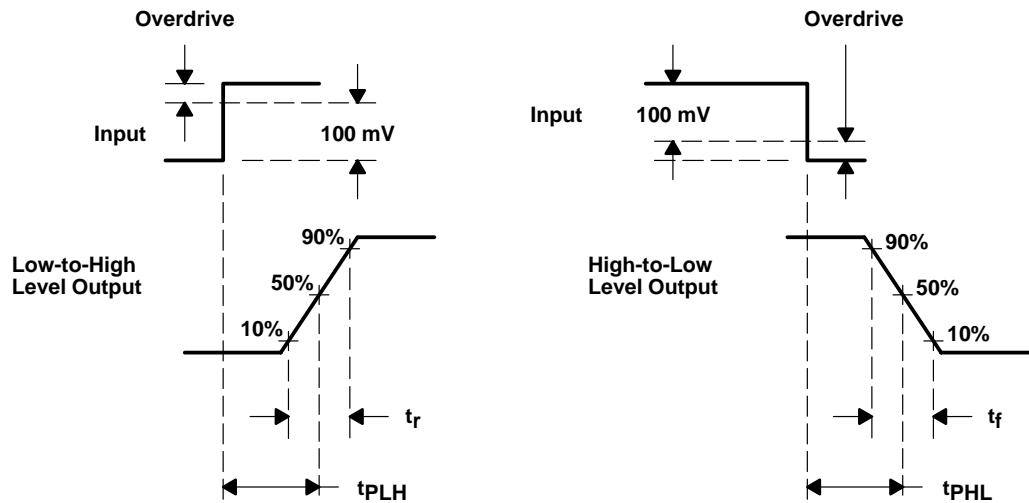 Overdrive
Input
100 mV
Low-to-High
Level Output
90%
50%
10%
tr
tPLH
Overdrive
Input
100 mV
High-to-Low
Level Output
90%
50%
10%
tf
tPHL